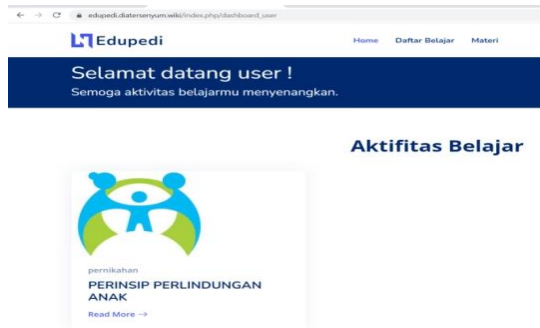 edupedi.diatersenyum.wiki/index.php/dashboard_user
Edupedi
Home Daftar Belajar Materi
Selamat datang user !
Semoga aktivitas belajarmu menyenangkan.
Aktifitas Belajar
pernikahan
PERINSIP PERLINDUNGAN
ANAK
Read More →